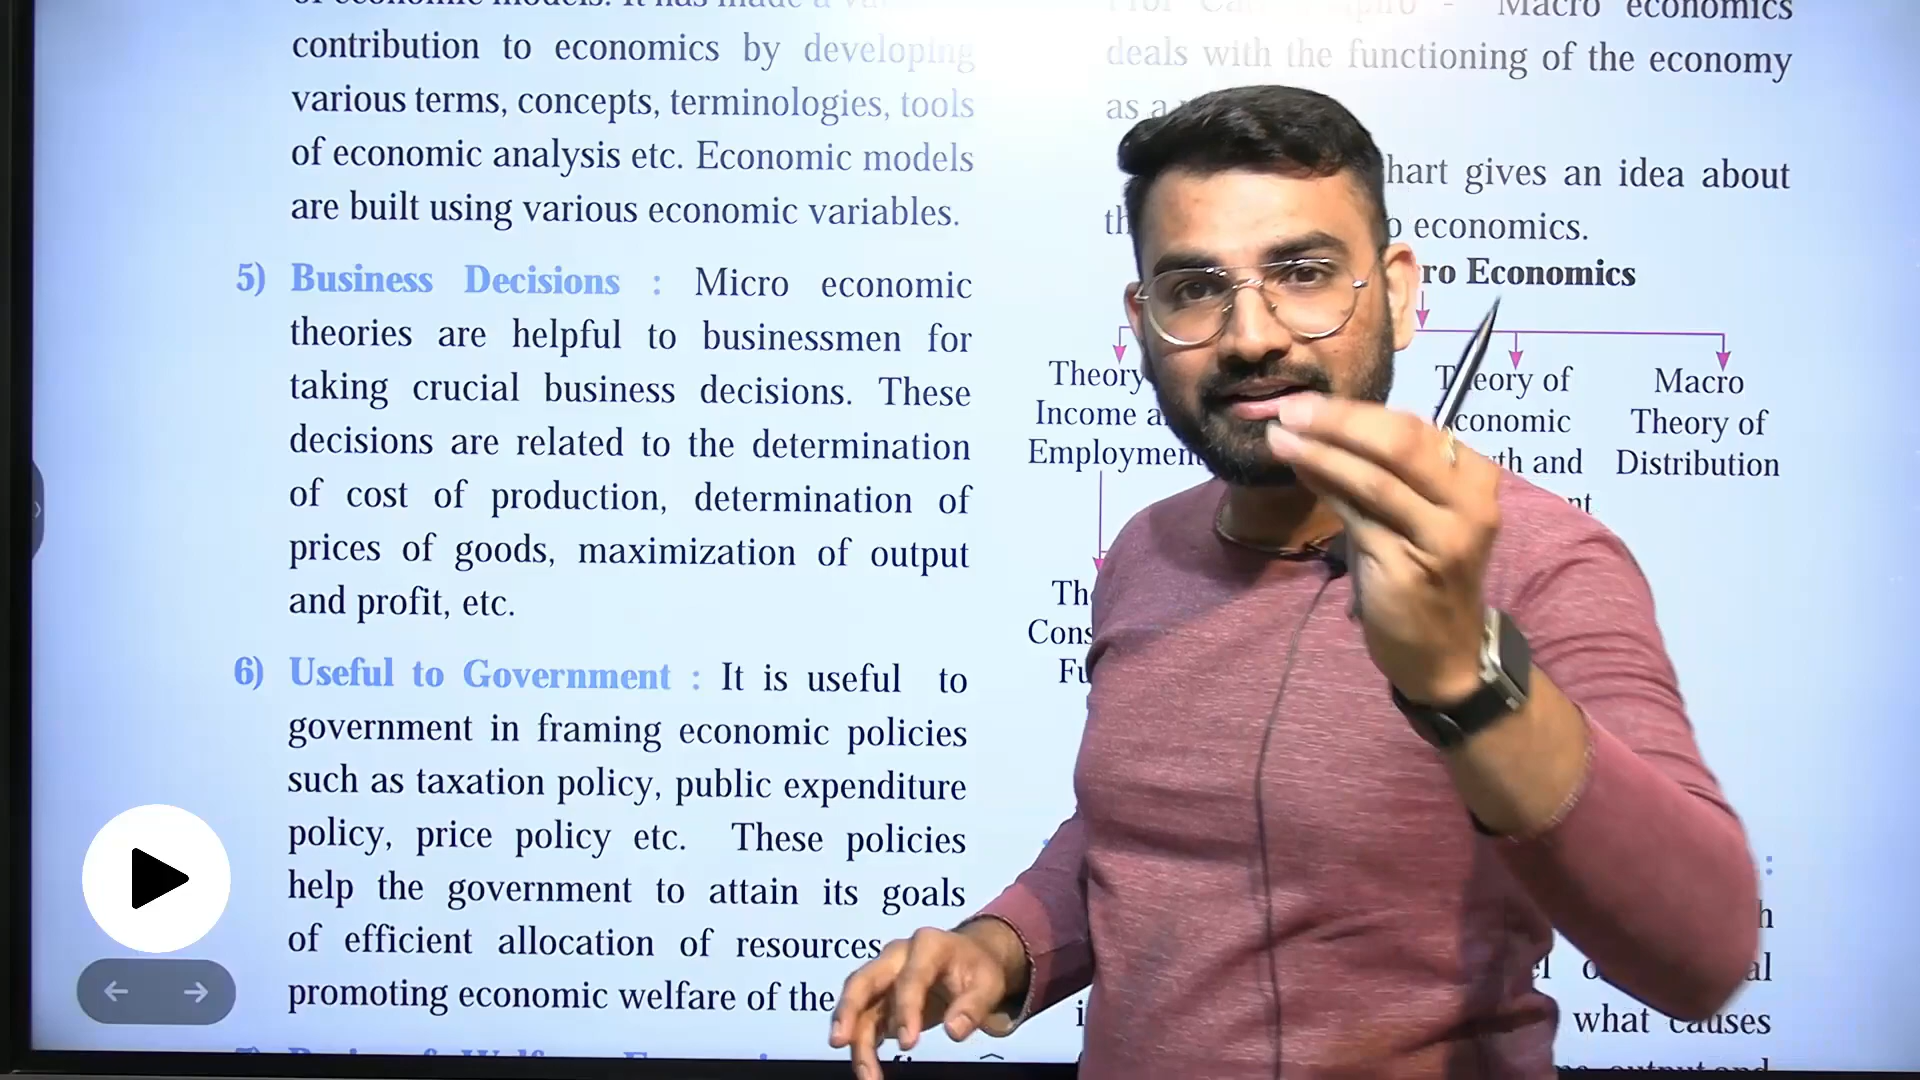 contribution to economics by developing
various terms, concepts, terminologies, tools
of economic analysis etc. Economic models
are built using various economic variables.
5) Business Decisions : Micro economic
theories are helpful to businessmen for
taking crucial business decisions. These
decisions are related to the determination
of cost of production, determination of
prices of goods, maximization of output
and profit, etc.
6) Useful to Government : It is useful to
government in framing economic policies
such as taxation policy, public expenditure
policy, price policy etc. These policies
help the government to attain its goals
of efficient allocation of resources
promoting economic welfare of the
Macro economics
deals with the functioning of the economy
as a
gives an idea about
economics.
Economics
Theory
Income
Employment
Theory of
and
Macro
Theory of
Distribution
what causes